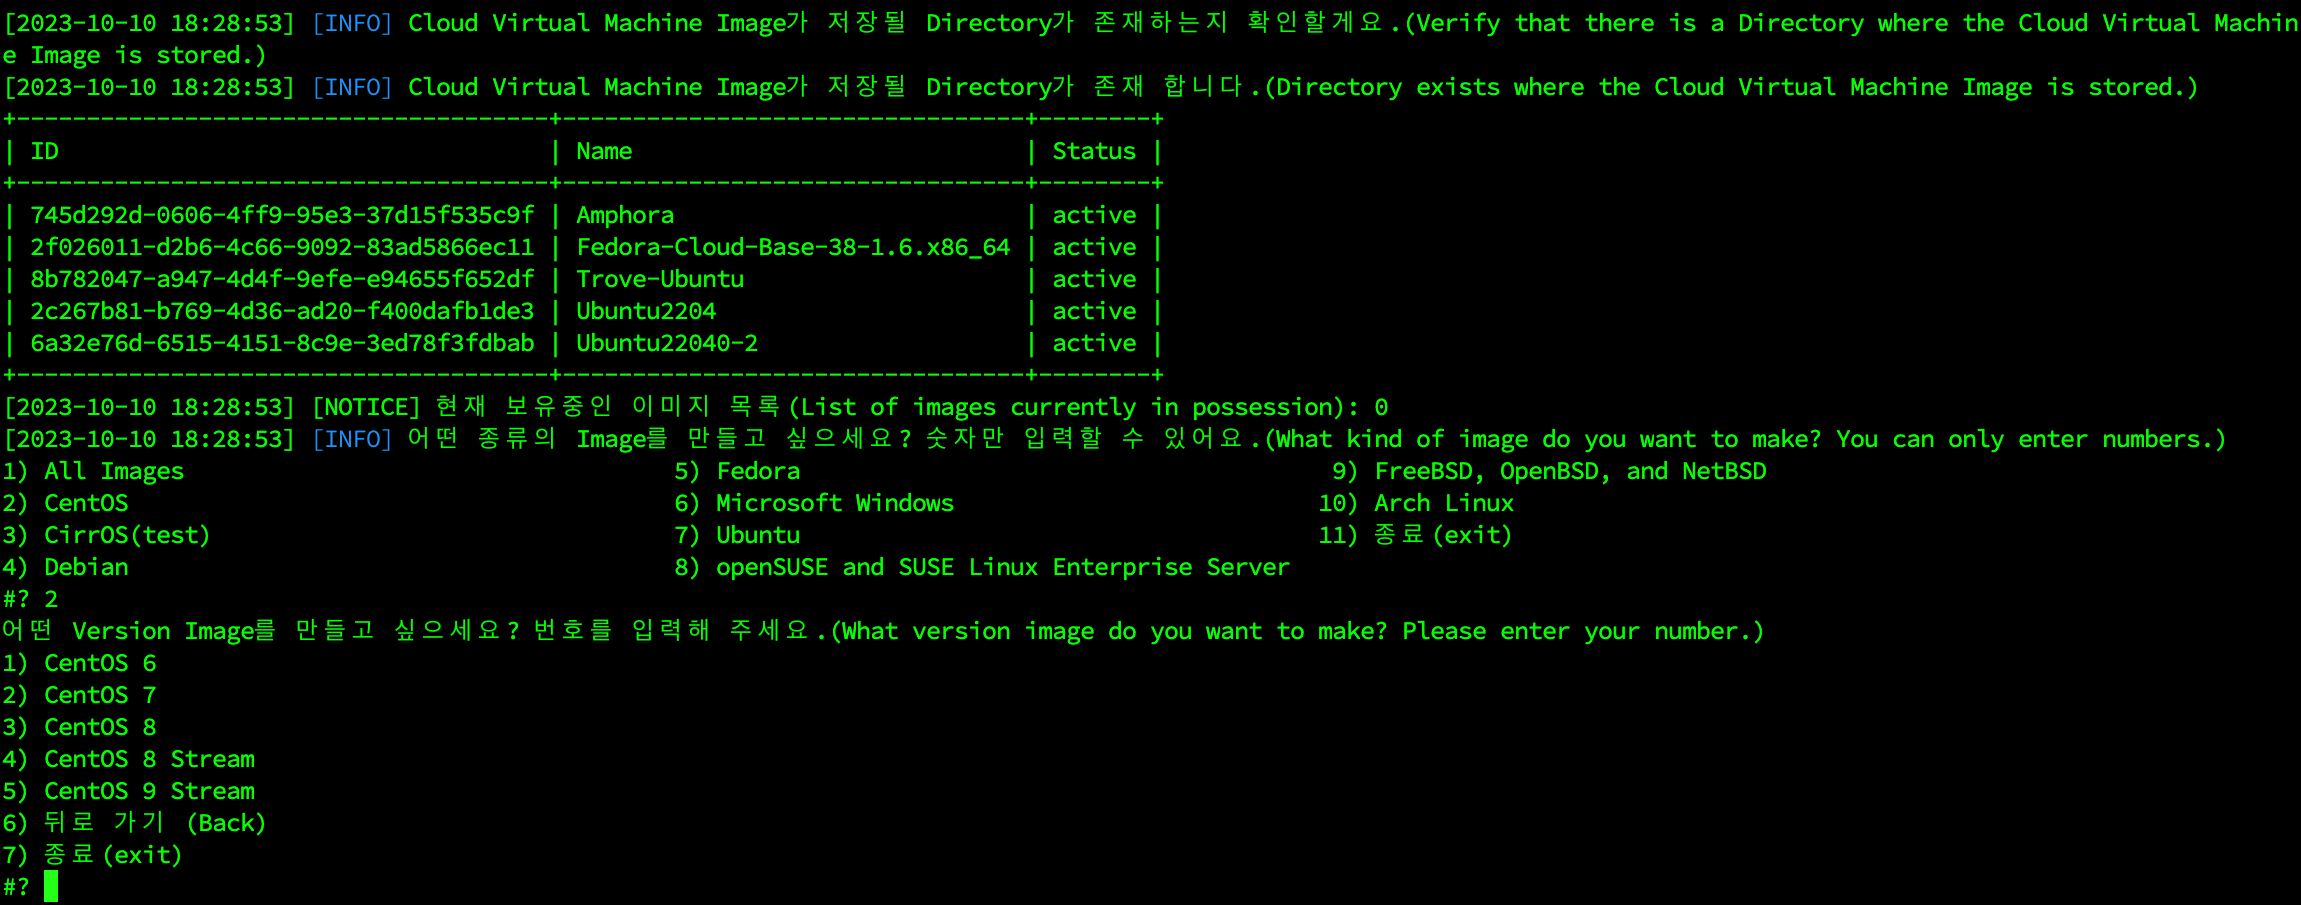 [2023-10-10 18:28:53] [INFO] Cloud Virtual Machine Image가 저장될 Directory가 존재하는지 확인할게요.(Verify that there is a Directory where the Cloud Virtual Machin
e Image is stored.)
[2023-10-10 18:28:53] [INFO] Cloud Virtual Machine Image가 저장될 Directory가 존재 합니다.(Directory exists where the Cloud Virtual Machine Image is stored.)
+--------------------------------------+---------------------------------+--------+
| ID                                   | Name                            | Status |
+--------------------------------------+---------------------------------+--------+
| 745d292d-0606-4ff9-95e3-37d15f535c9f | Amphora                         | active |
| 2f026011-d2b6-4c66-9092-83ad5866ec11 | Fedora-Cloud-Base-38-1.6.x86_64 | active |
| 8b782047-a947-4d4f-9efe-e94655f652df | Trove-Ubuntu                    | active |
| 2c267b81-b769-4d36-ad20-f400dafb1de3 | Ubuntu2204                      | active |
| 6a32e76d-6515-4151-8c9e-3ed78f3fdbab | Ubuntu22040-2                   | active |
+--------------------------------------+---------------------------------+--------+
[2023-10-10 18:28:53] [NOTICE] 현재 보유중인 이미지 목록(List of images currently in possession): 0
[2023-10-10 18:28:53] [INFO] 어떤 종류의 Image를 만들고 싶으세요? 숫자만 입력할 수 있어요.(What kind of image do you want to make? You can only enter numbers.)
1) All Images                                   5) Fedora                                      9) FreeBSD, OpenBSD, and NetBSD
2) CentOS                                       6) Microsoft Windows                          10) Arch Linux
3) CirrOS(test)                                 7) Ubuntu                                     11) 종료(exit)
4) Debian                                       8) openSUSE and SUSE Linux Enterprise Server
#? 2
어떤 Version Image를 만들고 싶으세요? 번호를 입력해 주세요.(What version image do you want to make? Please enter your number.)
1) CentOS 6
2) CentOS 7
3) CentOS 8
4) CentOS 8 Stream
5) CentOS 9 Stream
6) 뒤로 가기 (Back)
7) 종료(exit)
#?